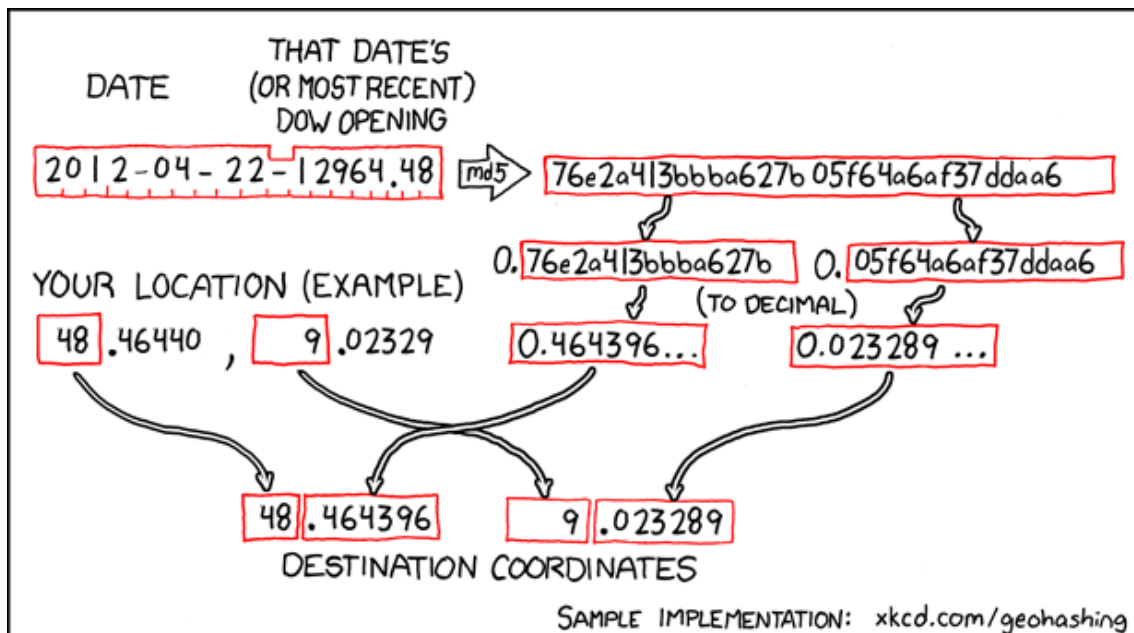 DATE
THAT DATE'S
(OR MOST RECENT)
DOW OPENING
2012-04-22-12964.48
md5
76e2a413bbba627b05f64a6af37ddaa6
0.76e2a413bbba627b
0.05f64a6af37ddaa6
(TO DECIMAL)
YOUR LOCATION (EXAMPLE)
48.46440, 9.02329
0.464396...
0.023289...
48.464396
9.023289
DESTINATION COORDINATES
SAMPLE IMPLEMENTATION: xkcd.com/geohashing